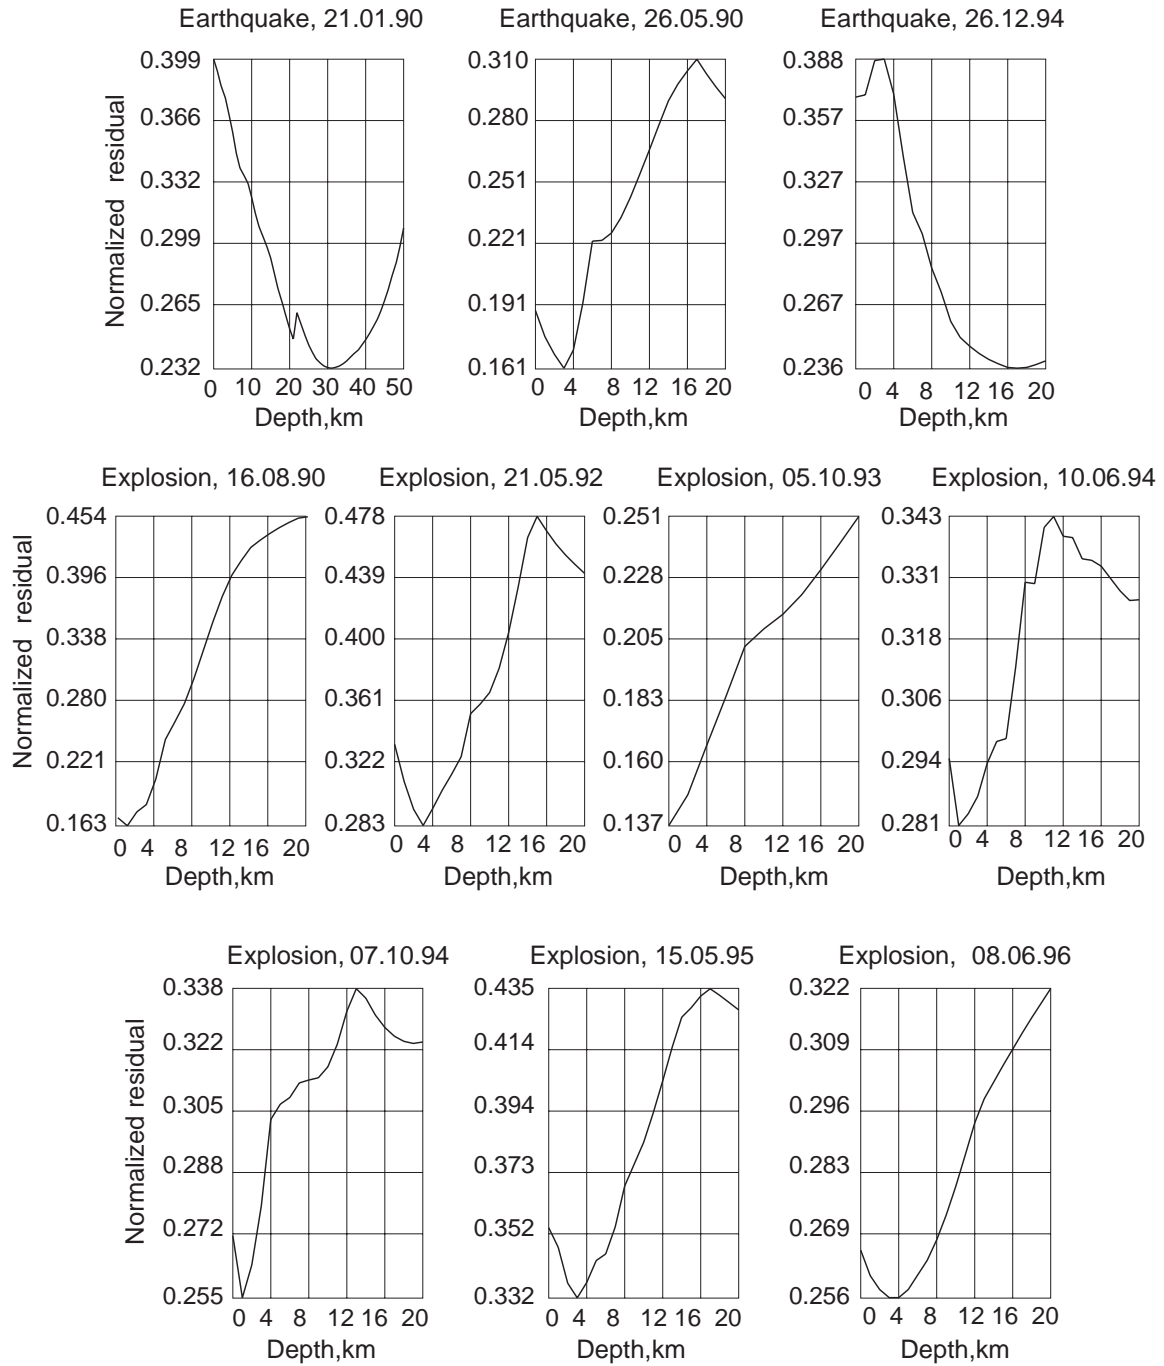 Earthquake, 21.01.90
0.399
0.366
0.332
0.299
0.265
0.232
Normalized residual
0 10 20 30 40 50
Depth,km
Earthquake, 26.05.90
0.310
0.280
0.251
0.221
0.191
0.161
0 4 8 12 16 20
Depth,km
Earthquake, 26.12.94
0.388
0.357
0.327
0.297
0.267
0.236
0 4 8 12 16 20
Depth,km
Explosion, 16.08.90
0.454
0.396
0.338
0.280
0.221
0.163
Normalized residual
0 4 8 12 16 20
Depth,km
Explosion, 21.05.92
0.478
0.439
0.400
0.361
0.322
0.283
0 4 8 12 16 20
Depth,km
Explosion, 05.10.93
0.251
0.228
0.205
0.183
0.160
0.137
0 4 8 12 16 20
Depth,km
Explosion, 10.06.94
0.343
0.331
0.318
0.306
0.294
0.281
0 4 8 12 16 20
Depth,km
Explosion, 07.10.94
0.338
0.322
0.305
0.288
0.272
0.255
Normalized residual
0 4 8 12 16 20
Depth,km
Explosion, 15.05.95
0.435
0.414
0.394
0.373
0.352
0.332
0 4 8 12 16 20
Depth,km
Explosion, 08.06.96
0.322
0.309
0.296
0.283
0.269
0.256
0 4 8 12 16 20
Depth,km